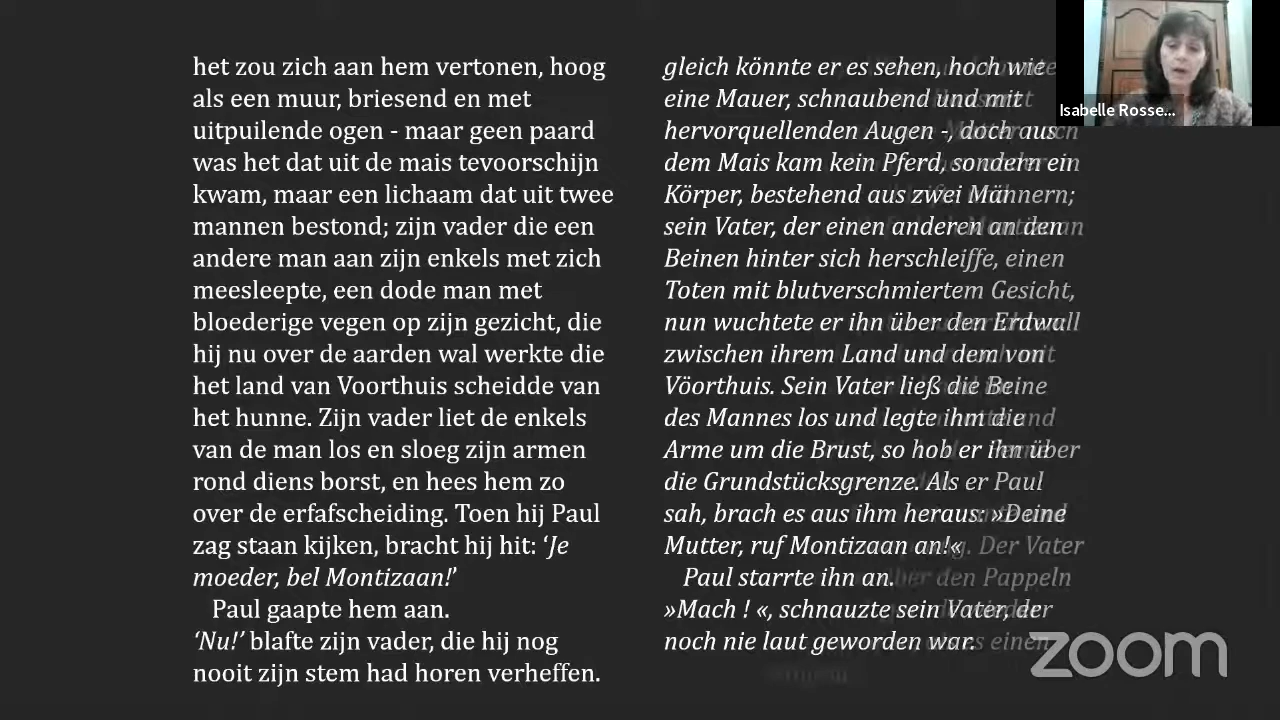 het zou zich aan hem vertonen, hoog
als een muur, briesend en met
uitpuilende ogen - maar geen paard
was het dat uit de mais tevoorschijn
kwam, maar een lichaam dat uit twee
mannen bestond; zijn vader die een
andere man aan zijn enkels met zich
meesleepte, een dode man met
bloederige vegen op zijn gezicht, die
hij nu over de aarden wal werkte die
het land van Voorthuis scheidde van
het hunne. Zijn vader liet de enkels
van de man los en sloeg zijn armen
rond diens borst, en hees hem zo
over de erfafscheiding. Toen hij Paul
zag staan kijken, bracht hij hit: ‘Je
moeder, bel Montizaan!’
Paul gaapte hem aan.
‘Nu!’ blafte zijn vader, die hij nog
nooit zijn stem had horen verheffen.
gleich könnte er es sehen, hoch wie
eine Mauer, schnaubend und mit
hervorquellenden Augen -, doch aus
dem Mais kam kein Pferd, sondern ein
Körper, bestehend aus zwei Männern;
sein Vater, der einen anderen an den
Beinen hinter sich herschleiffe, einen
Toten mit blutverschmiertem Gesicht,
nun wuchtete er ihn über den Erdwall
zwischen ihrem Land und dem von
Vöorthuis. Sein Vater ließ die Beine
des Mannes los und legte ihm die
Arme um die Brust, so hob er ihn über
die Grundstücksgrenze. Als er Paul
sah, brach es aus ihm heraus: »Deine
Mutter, ruf Montizaan an!«
Paul starrte ihn an.
»Mach ! «, schnauzte sein Vater, der
noch nie laut geworden war.
Isabelle Rosse...
zoom